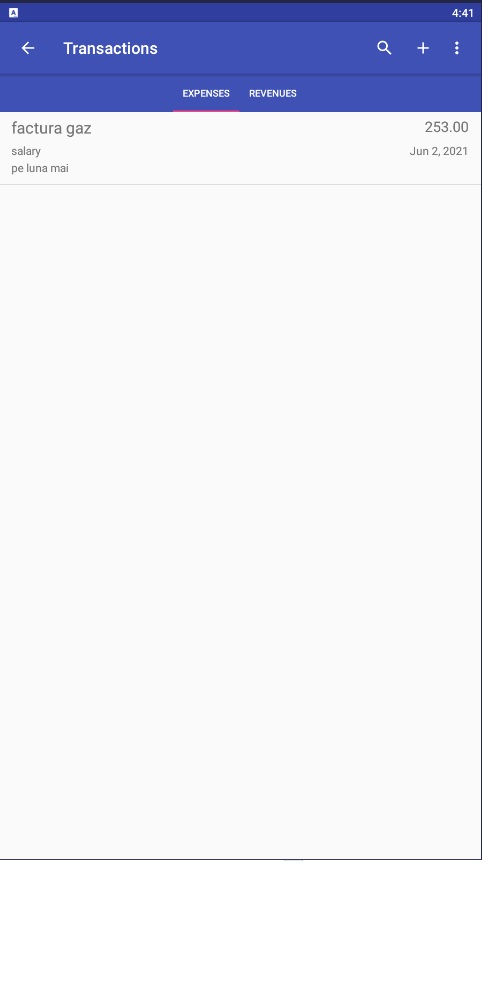 A
4:41
Transactions
EXPENSES REVENUES
factura gaz 253.00
salary Jun 2, 2021
pe luna mai